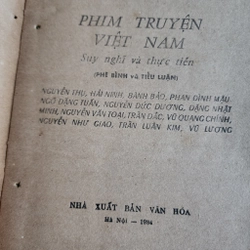 PHIM TRUYỆN
VIỆT NAM
Suy nghĩ và thực tiễn
(PHÊ BÌNH và TIỂU LUẬN)
NGUYỄN THỤ, HẢI NINH, BÀNH BẢO, PHAN ĐÌNH MẬU
NGÔ ĐẶNG TUẤN, NGUYỄN ĐỨC DƯƠNG, ĐẶNG NHẬT
MINH, NGUYỄN VĂN TOẠI, TRẦN ĐẮC, VŨ QUANG CHÍNH,
NGUYỄN NHƯ GIAO, TRẦN LUÂN KIM, VŨ LƯƠNG
NHÀ XUẤT BẢN VĂN HÓA
Hà Nội — 1984